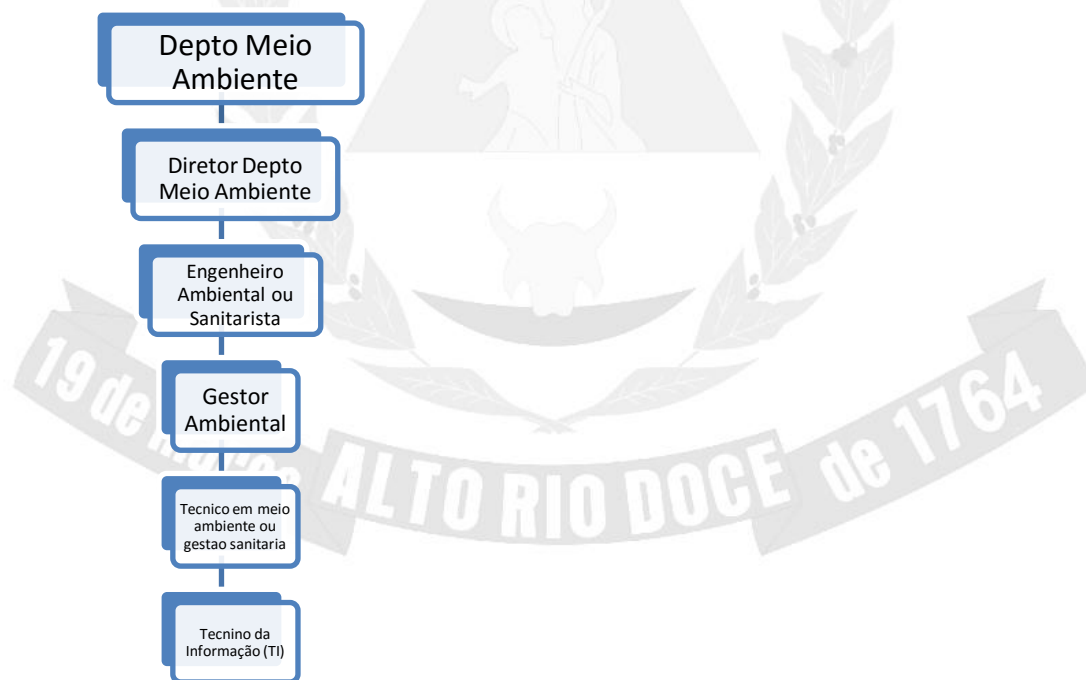 Depto Meio
Ambiente
Diretor Depto
Meio Ambiente
Engenheiro
Ambiental ou
Sanitarista
Gestor
Ambiental
Tecnico em meio
ambiente ou
gestao sanitaria
Tecnino da
Informação (TI)
19 de ALTO RIO DOCE de 1764